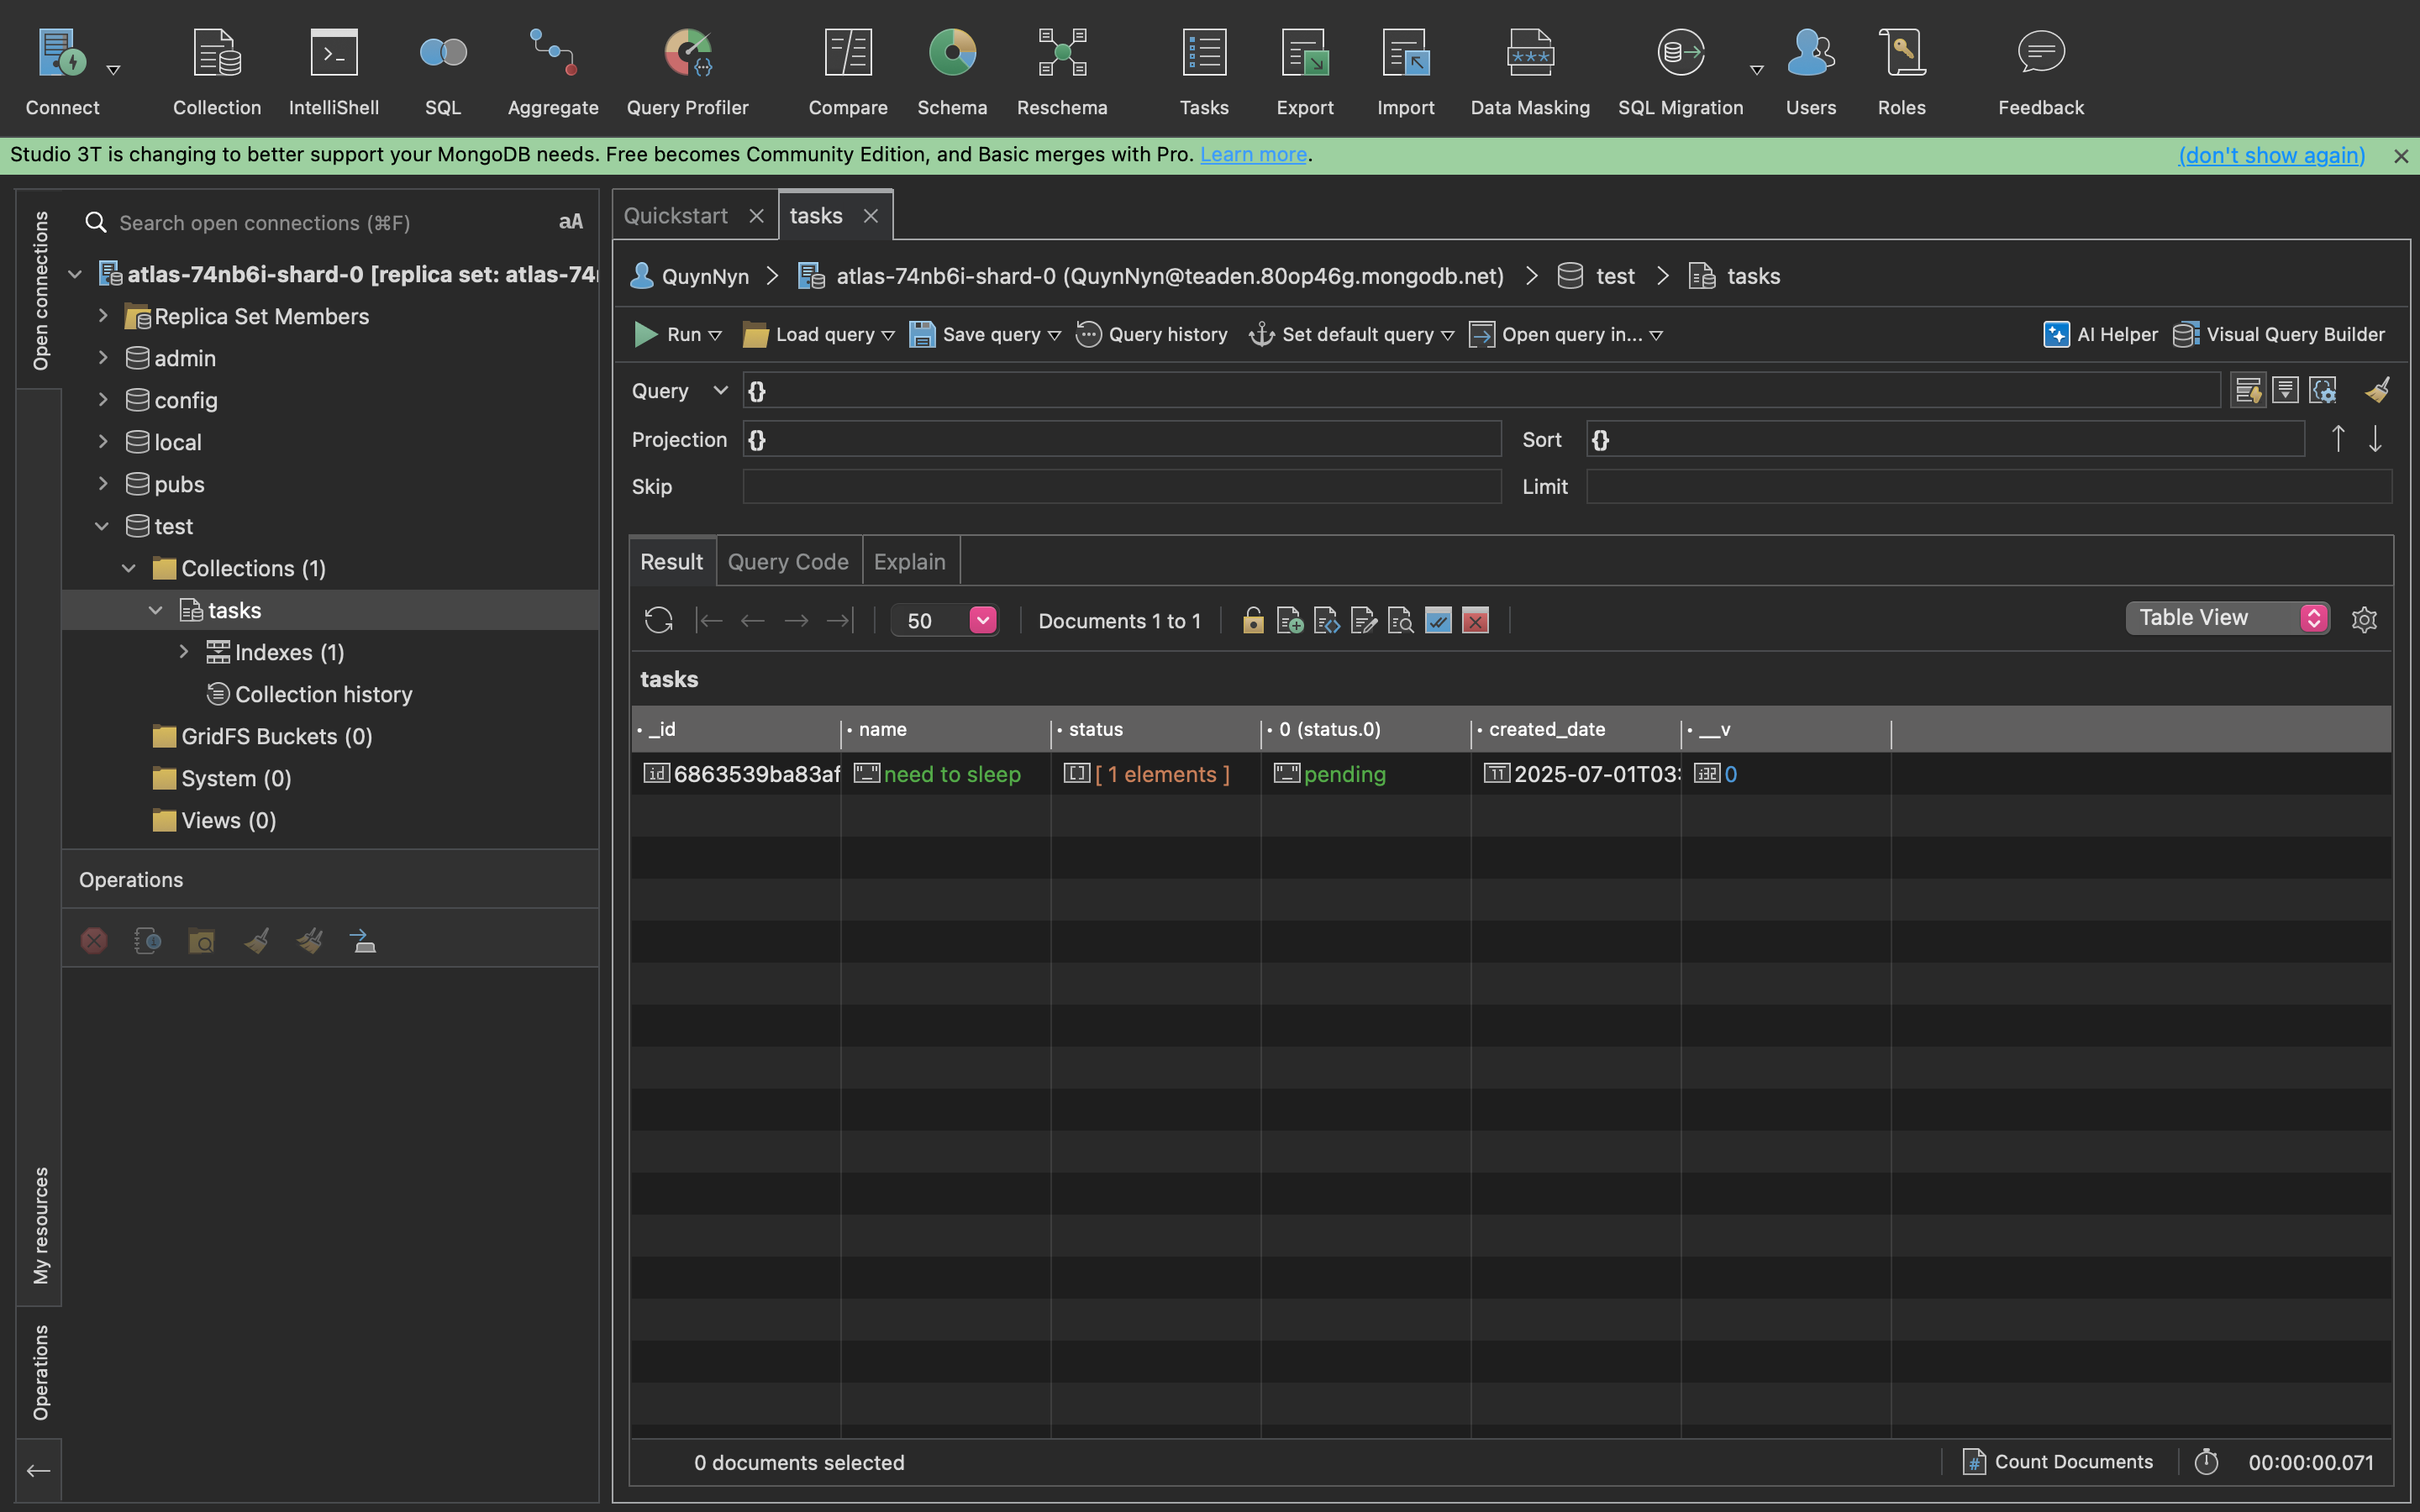 Connect
Collection
IntelliShell
SQL
Aggregate
Query Profiler
Compare
Schema
Reschema
Tasks
Export
Import
Data Masking
SQL Migration
Users
Roles
Feedback
Studio 3T is changing to better support your MongoDB needs. Free becomes Community Edition, and Basic merges with Pro. Learn more.
(don't show again)
Open connections
Search open connections (⌘F)
aA
atlas-74nb6i-shard-0 [replica set: atlas-74
Replica Set Members
admin
config
local
pubs
test
Collections (1)
tasks
Indexes (1)
Collection history
GridFS Buckets (0)
System (0)
Views (0)
Operations
My resources
Operations
Quickstart
tasks
QuynNyn
atlas-74nb6i-shard-0 (QuynNyn@teaden.80op46g.mongodb.net)
test
tasks
Run
Load query
Save query
Query history
Set default query
Open query in...
AI Helper
Visual Query Builder
Query
{}
Projection
{}
Sort
{}
Skip
Limit
Result
Query Code
Explain
50
Documents 1 to 1
Table View
tasks
_id
name
status
0 (status.0)
created_date
__v
id 6863539ba83af
"_" need to sleep
[] [ 1 elements ]
"_" pending
2025-07-01T03:
i32 0
0 documents selected
Count Documents
00:00:00.071